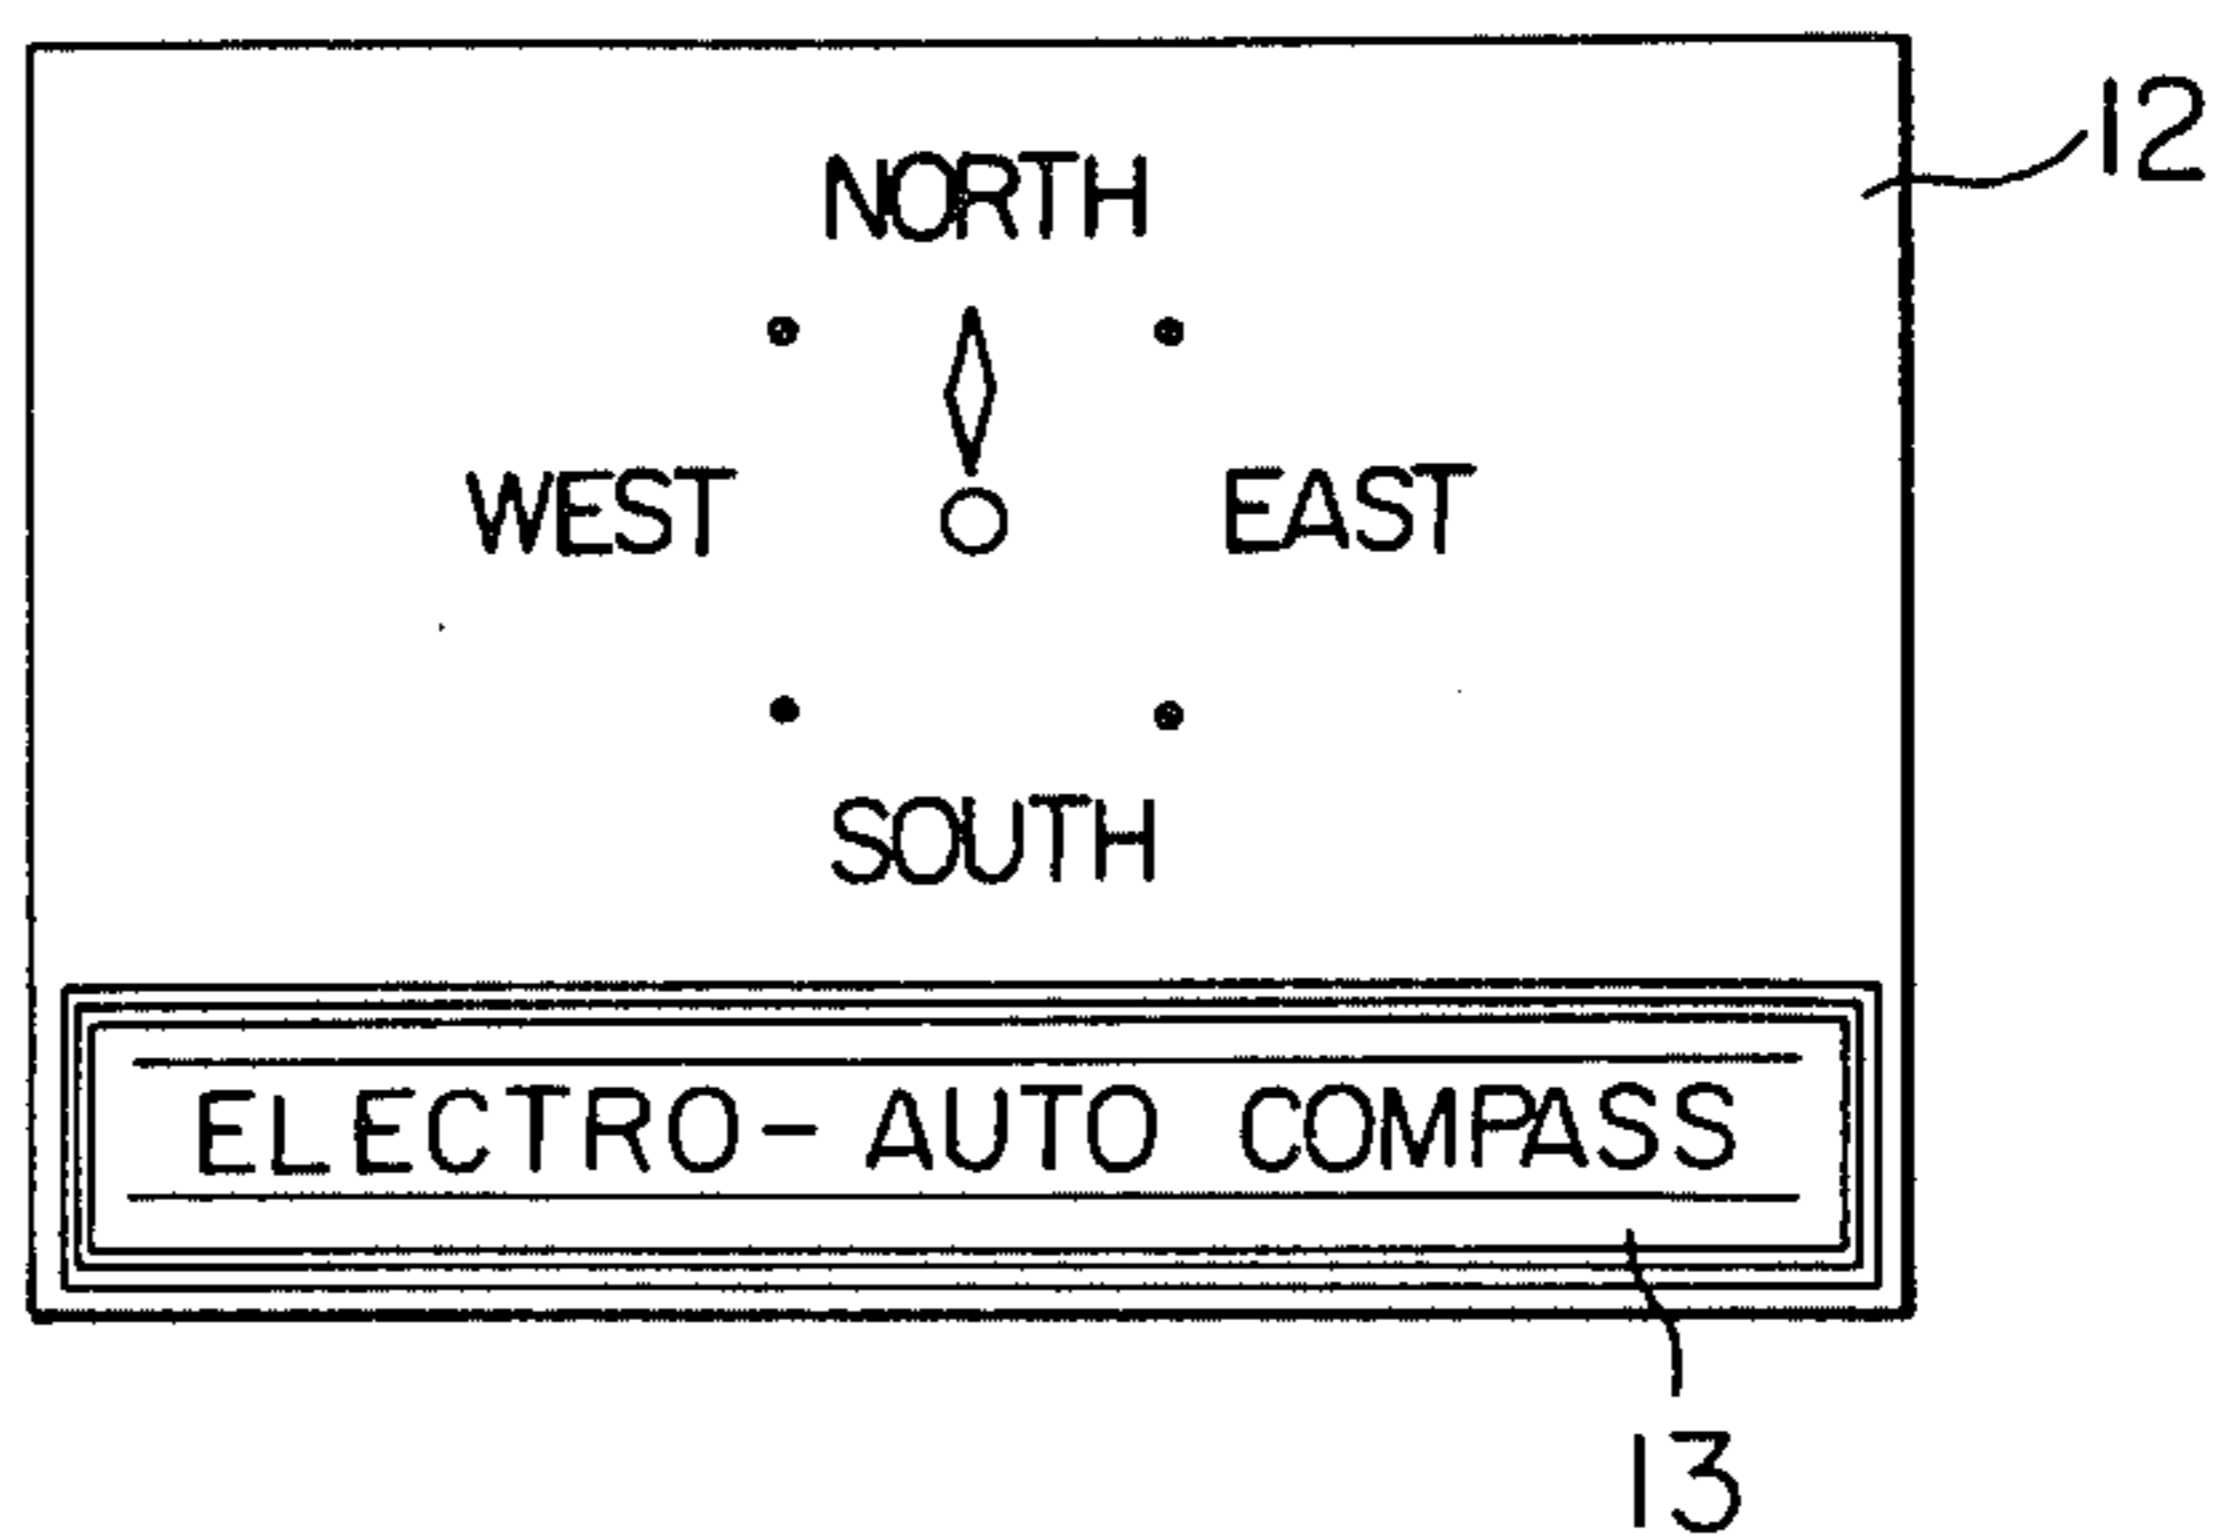 12
NORTH
WEST EAST
SOUTH
ELECTRO-AUTO COMPASS
13